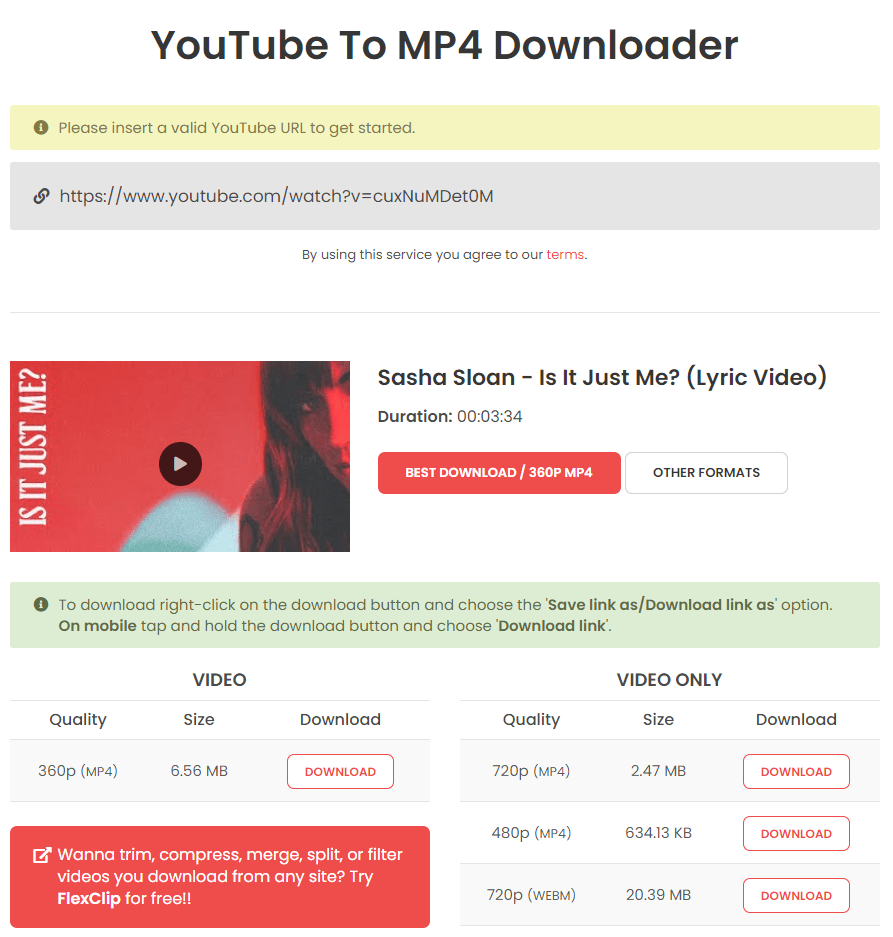 YouTube To MP4 Downloader
Please insert a valid YouTube URL to get started.
https://www.youtube.com/watch?v=cuxNuMDet0M
By using this service you agree to our terms.
IS IT JUST ME?
Sasha Sloan - Is It Just Me? (Lyric Video)
Duration: 00:03:34
BEST DOWNLOAD / 360P MP4 OTHER FORMATS
To download right-click on the download button and choose the 'Save link as/Download link as' option.
On mobile tap and hold the download button and choose 'Download link'.
VIDEO
Quality Size Download
360p (MP4) 6.56 MB DOWNLOAD
Wanna trim, compress, merge, split, or filter
videos you download from any site? Try
FlexClip for free!!
VIDEO ONLY
Quality Size Download
720p (MP4) 2.47 MB DOWNLOAD
480p (MP4) 634.13 KB DOWNLOAD
720p (WEBM) 20.39 MB DOWNLOAD